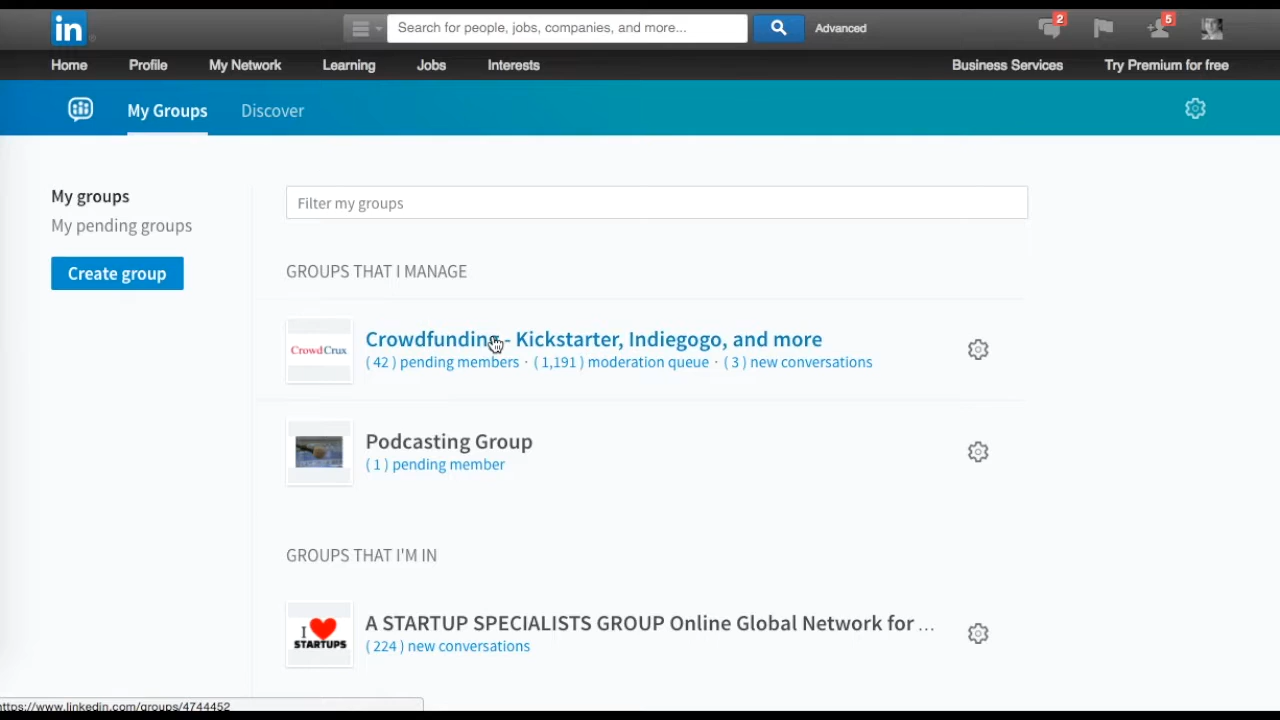 in
Search for people, jobs, companies, and more...
Advanced
2
5
Home
Profile
My Network
Learning
Jobs
Interests
Business Services
Try Premium for free
My Groups
Discover
My groups
My pending groups
Create group
Filter my groups
GROUPS THAT I MANAGE
CrowdCrux
Crowdfunding - Kickstarter, Indiegogo, and more
( 42 ) pending members · ( 1,191 ) moderation queue · ( 3 ) new conversations
Podcasting Group
( 1 ) pending member
GROUPS THAT I'M IN
I
STARTUPS
A STARTUP SPECIALISTS GROUP Online Global Network for ...
( 224 ) new conversations
https://www.linkedin.com/groups/4744452